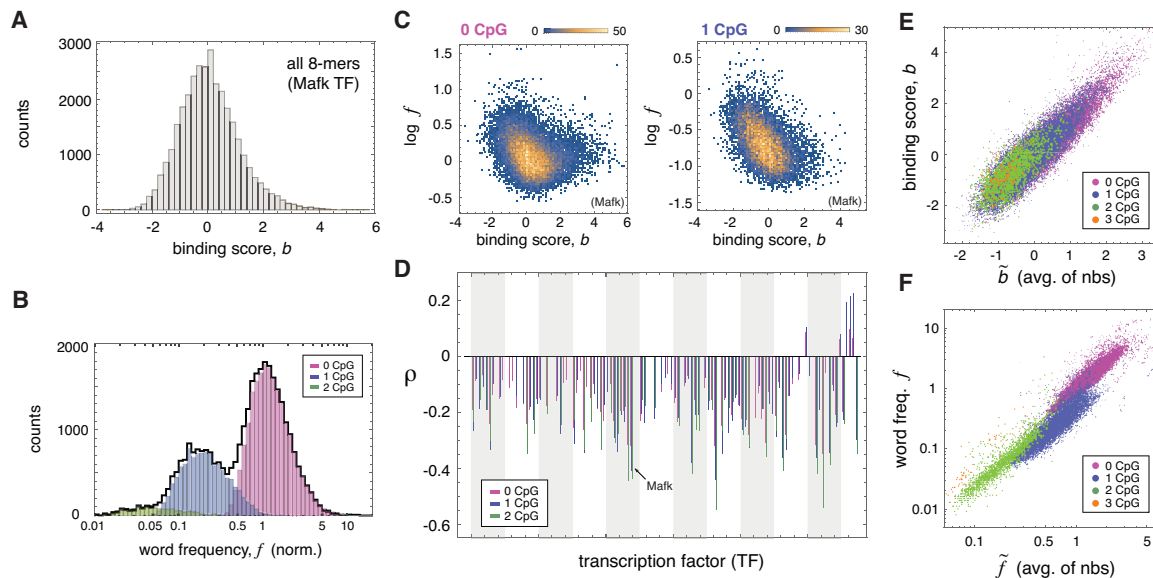 A
3000
2000
1000
0
counts
all 8-mers
(Mafk TF)
-4 -2 0 2 4 6
binding score, b
B
2000
1000
0
counts
0 CpG
1 CpG
2 CpG
0.01 0.05 0.1 0.5 1 5 10
word frequency, f (norm.)
C
0 CpG
0 50
1.5
1.0
0.5
0
-0.5
log f
(Mafk)
-4 -2 0 2 4 6
binding score, b
1 CpG
0 30
0.5
0
-0.5
-1.0
-1.5
log f
(Mafk)
-4 -2 0 2 4
binding score, b
D
0.2
0
-0.2
-0.4
-0.6
ρ
Mafk
0 CpG
1 CpG
2 CpG
transcription factor (TF)
E
4
2
0
-2
binding score, b
0 CpG
1 CpG
2 CpG
3 CpG
-2 -1 0 1 2 3
b̃ (avg. of nbs)
F
10
1
0.1
0.01
word freq. f
0 CpG
1 CpG
2 CpG
3 CpG
0.1 0.5 1 5
f̃ (avg. of nbs)